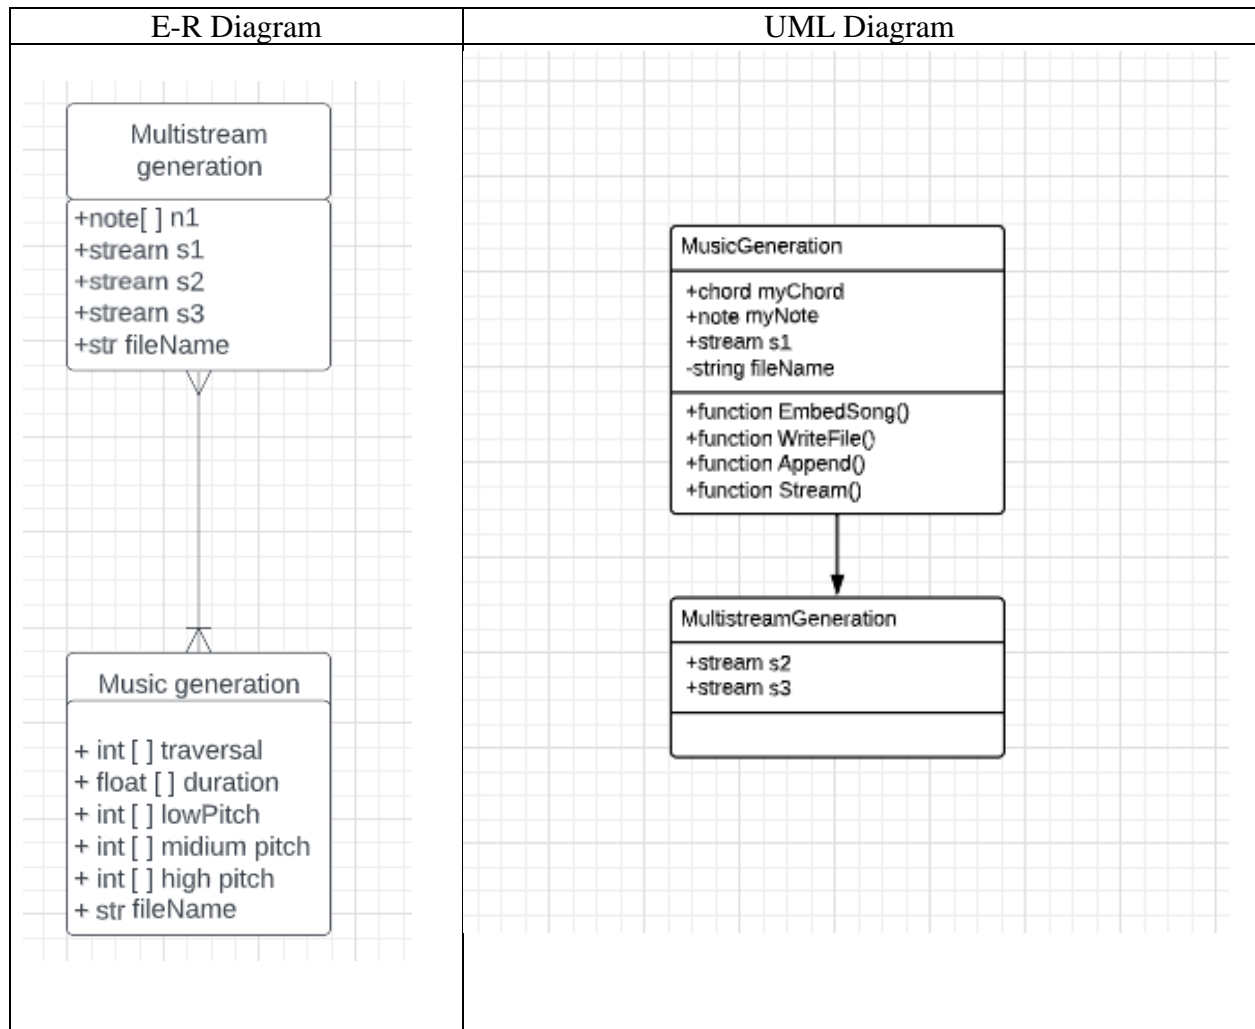 E-R Diagram
UML Diagram
Multistream
generation
+note[ ] n1
+stream s1
+stream s2
+stream s3
+str fileName
Music generation
+ int [ ] traversal
+ float [ ] duration
+ int [ ] lowPitch
+ int [ ] midium pitch
+ int [ ] high pitch
+ str fileName
MusicGeneration
+chord myChord
+note myNote
+stream s1
-string fileName
+function EmbedSong()
+function WriteFile()
+function Append()
+function Stream()
MultistreamGeneration
+stream s2
+stream s3